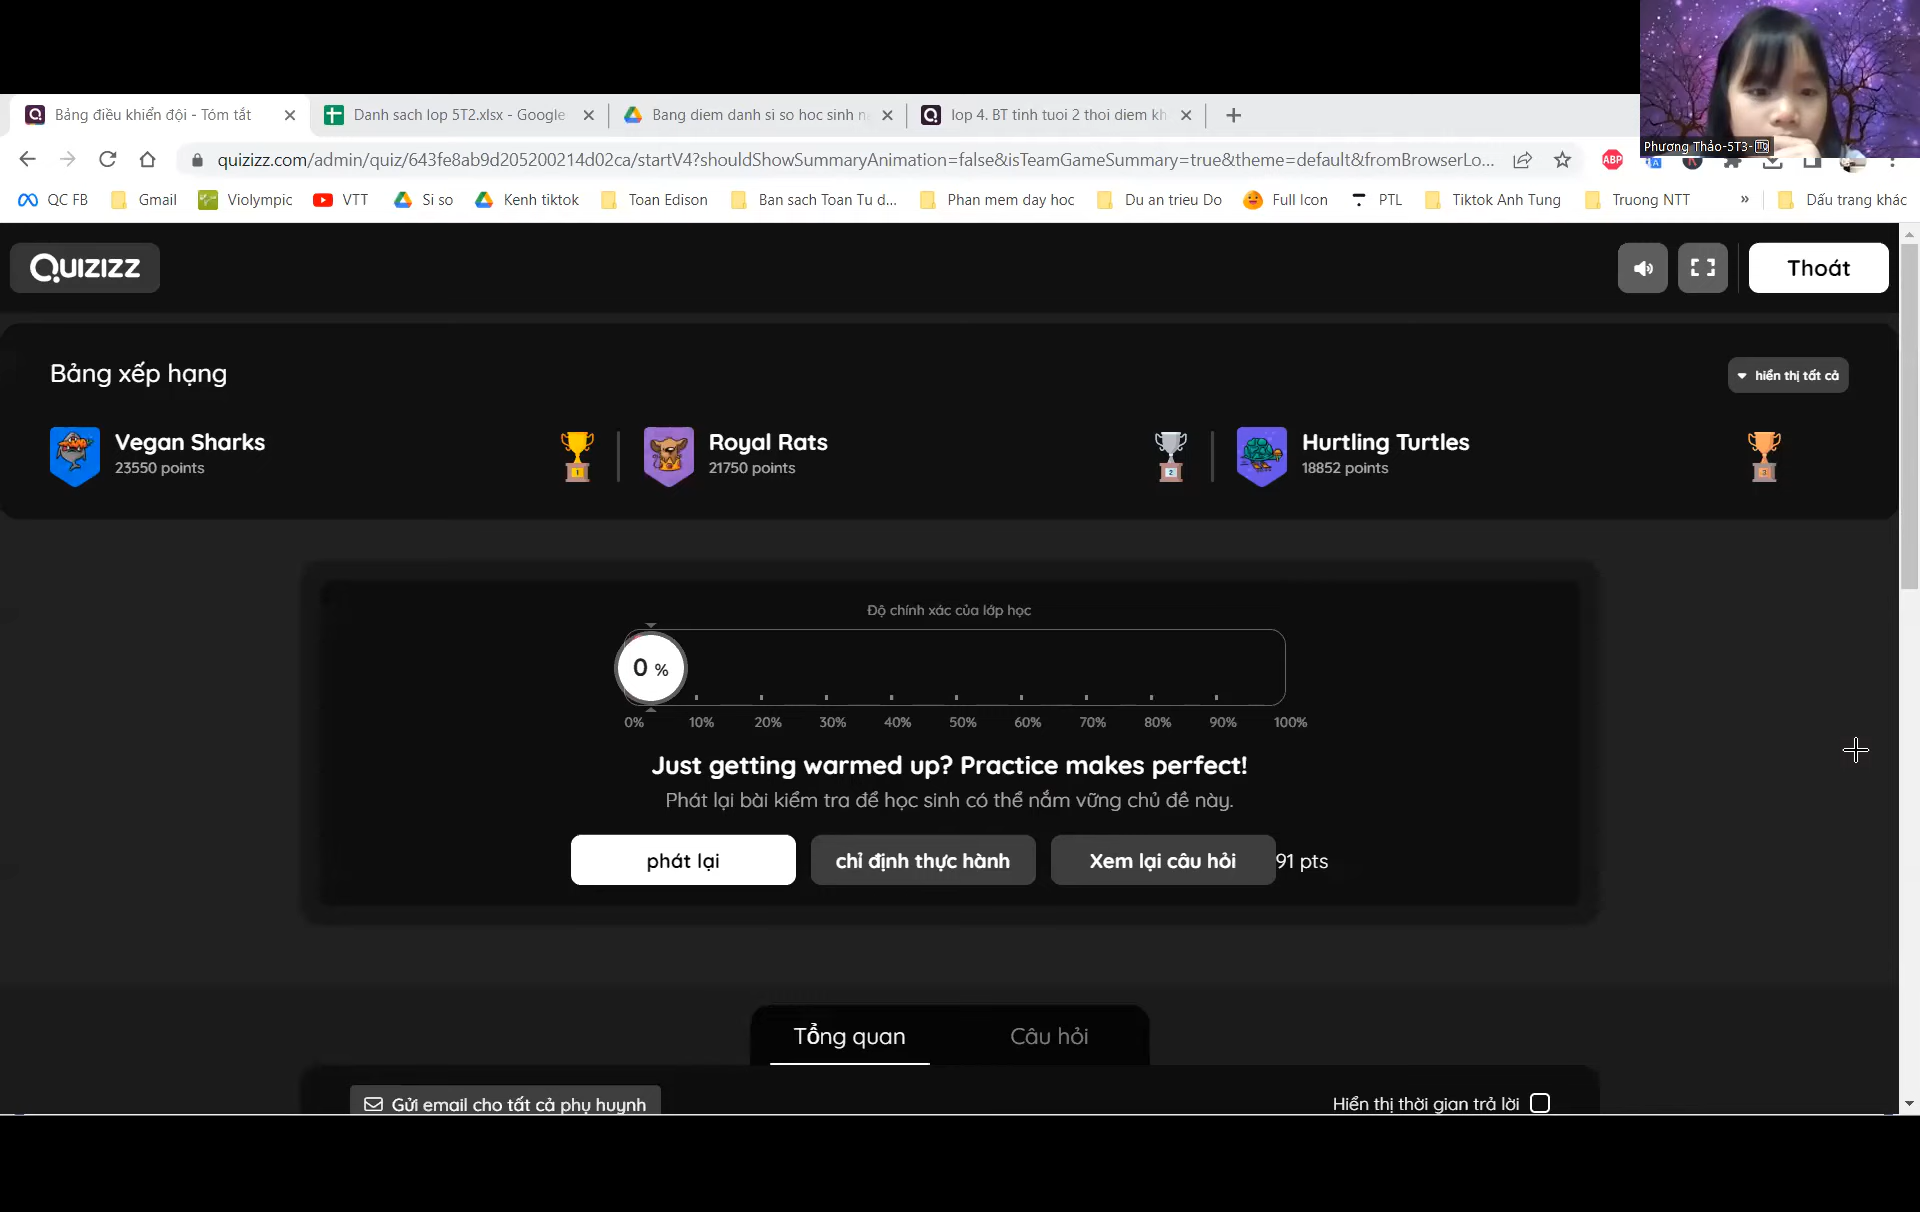 Phương Thảo-5T3-
Bảng điều khiển đội - Tóm tắt
Danh sach lop 5T2.xlsx - Google
Bang diem danh si so hoc sinh n
lop 4. BT tinh tuoi 2 thoi diem kh
quizizz.com/admin/quiz/643fe8ab9d205200214d02ca/startV4?shouldShowSummaryAnimation=false&isTeamGameSummary=true&theme=default&fromBrowserLo...
ABP
QC FB Gmail Violympic VTT Si so Kenh tiktok Toan Edison Ban sach Toan Tu d... Phan mem day hoc Du an trieu Do Full Icon PTL Tiktok Anh Tung Truong NTT » Dấu trang khác
QUIZIZZ
Thoát
Bảng xếp hạng
hiển thị tất cả
Vegan Sharks
23550 points
1
Royal Rats
21750 points
2
Hurtling Turtles
18852 points
3
Độ chính xác của lớp học
0 %
0% 10% 20% 30% 40% 50% 60% 70% 80% 90% 100%
Just getting warmed up? Practice makes perfect!
Phát lại bài kiểm tra để học sinh có thể nắm vững chủ đề này.
phát lại
chỉ định thực hành
Xem lại câu hỏi
91 pts
Tổng quan
Câu hỏi
Gửi email cho tất cả phụ huynh
Hiển thị thời gian trả lời